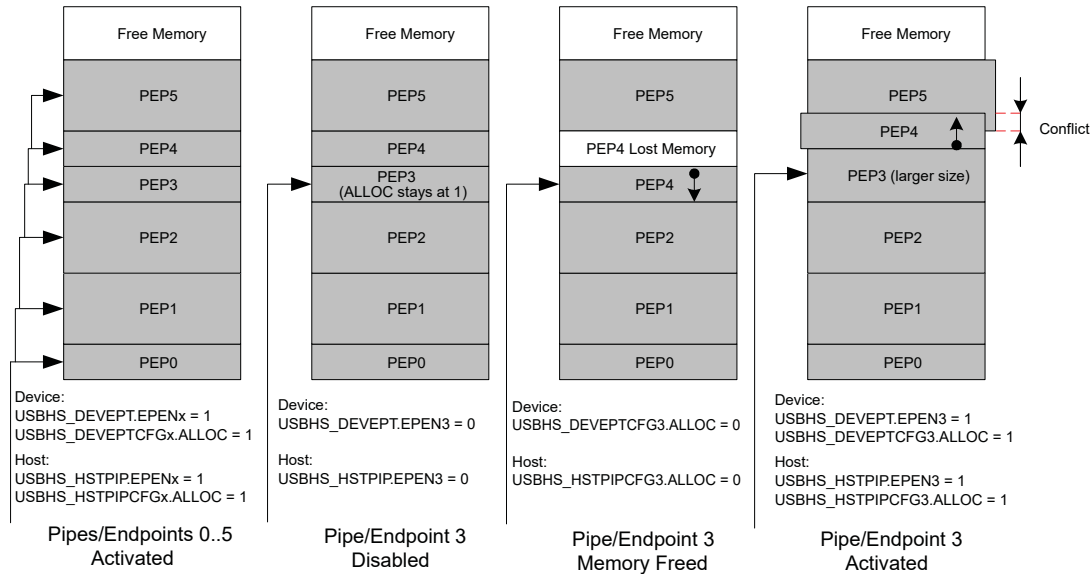 Free Memory
PEP5
PEP4
PEP3
PEP2
PEP1
PEP0
Device:
USBHS_DEVEPT.EPENx = 1
USBHS_DEVEPTCFGx.ALLOC = 1
Host:
USBHS_HSTPIP.EPENx = 1
USBHS_HSTPIPCFGx.ALLOC = 1
Pipes/Endpoints 0..5
Activated
Free Memory
PEP5
PEP4
PEP3
(ALLOC stays at 1)
PEP2
PEP1
PEP0
Device:
USBHS_DEVEPT.EPEN3 = 0
Host:
USBHS_HSTPIP.EPEN3 = 0
Pipe/Endpoint 3
Disabled
Free Memory
PEP5
PEP4 Lost Memory
PEP4
PEP2
PEP1
PEP0
Device:
USBHS_DEVEPTCFG3.ALLOC = 0
Host:
USBHS_HSTPIPCFG3.ALLOC = 0
Pipe/Endpoint 3
Memory Freed
Free Memory
PEP5
PEP4
Conflict
PEP3 (larger size)
PEP2
PEP1
PEP0
Device:
USBHS_DEVEPT.EPEN3 = 1
USBHS_DEVEPTCFG3.ALLOC = 1
Host:
USBHS_HSTPIP.EPEN3 = 1
USBHS_HSTPIPCFG3.ALLOC = 1
Pipe/Endpoint 3
Activated